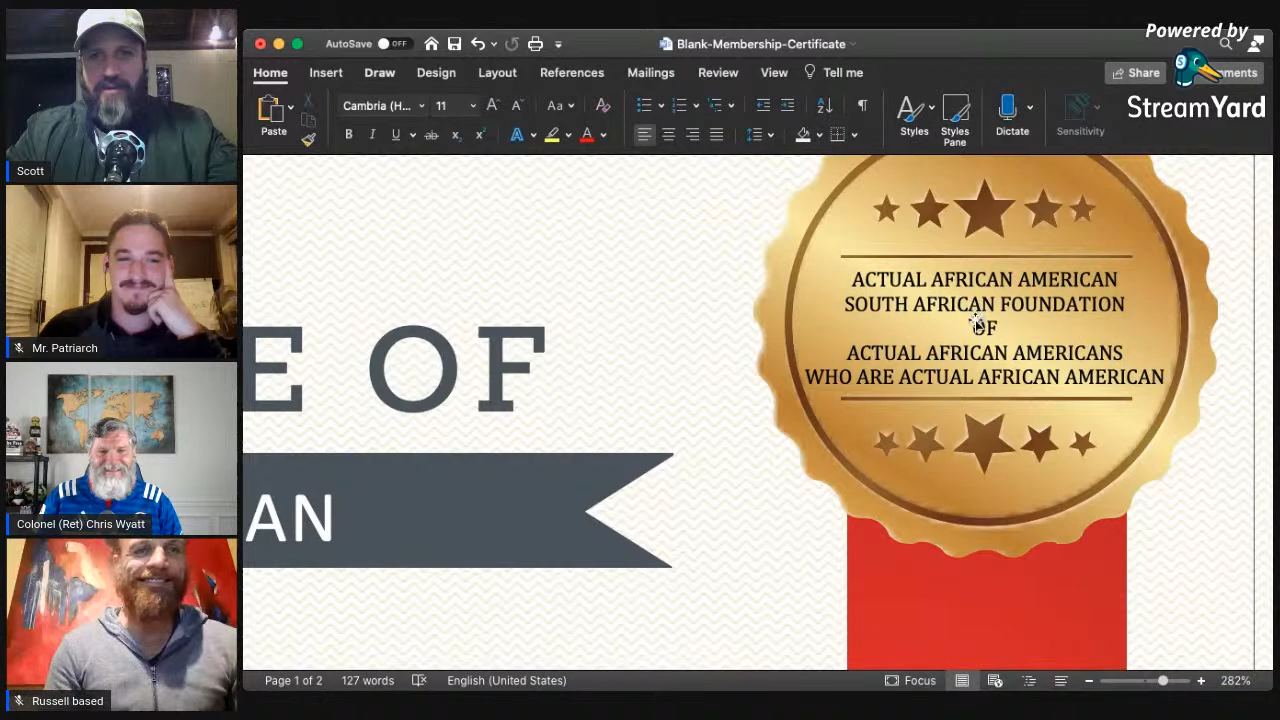 Powered by
StreamYard
AutoSave OFF
Blank-Membership-Certificate
Home Insert Draw Design Layout References Mailings Review View Tell me
Share
mments
Paste
Cambria (H...
11
Aa
Styles
Styles
Pane
Dictate
Sensitivity
Scott
Mr. Patriarch
Colonel (Ret) Chris Wyatt
Russell based
E OF
AN
ACTUAL AFRICAN AMERICAN
SOUTH AFRICAN FOUNDATION
OF
ACTUAL AFRICAN AMERICANS
WHO ARE ACTUAL AFRICAN AMERICAN
Page 1 of 2 127 words English (United States) Focus 282%